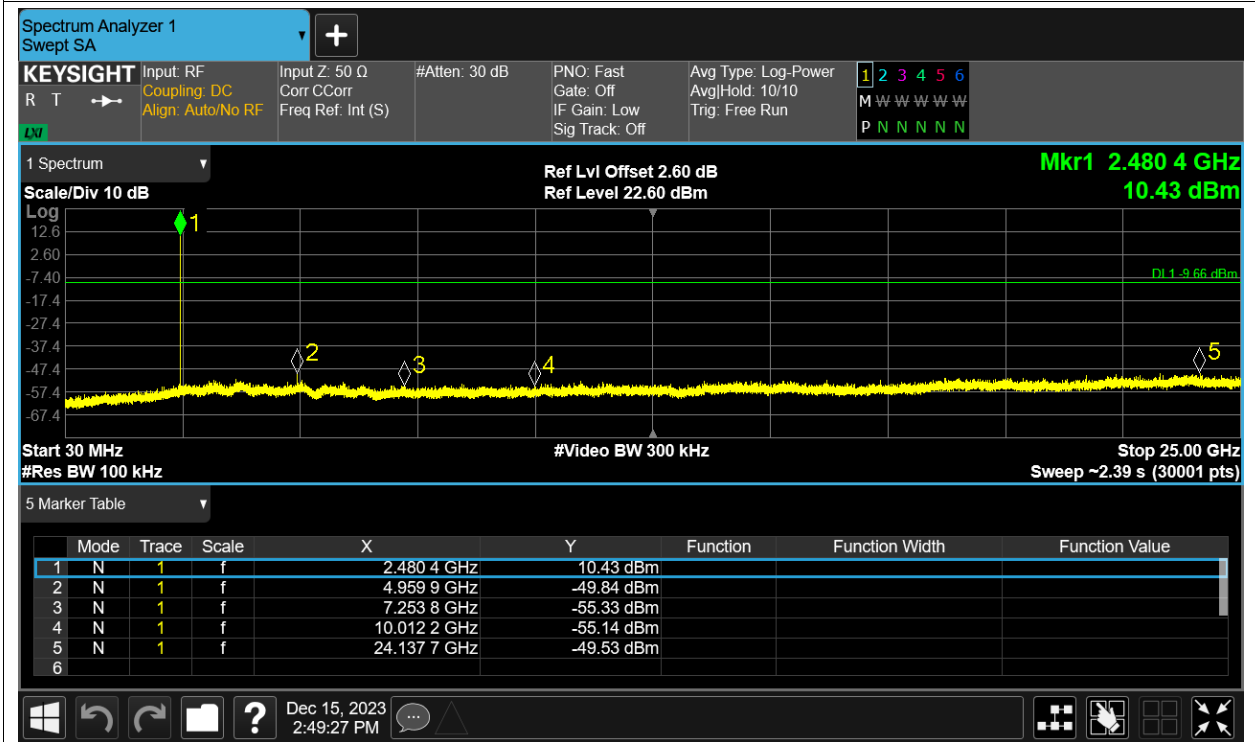 Spectrum Analyzer 1
Swept SA
KEYSIGHT
R T
LXI
Input: RF
Coupling: DC
Align: Auto/No RF
Input Z: 50 Ω
Corr CCorr
Freq Ref: Int (S)
#Atten: 30 dB
PNO: Fast
Gate: Off
IF Gain: Low
Sig Track: Off
Avg Type: Log-Power
Avg|Hold: 10/10
Trig: Free Run
1 2 3 4 5 6
M W W W W W
P N N N N N
1 Spectrum
Scale/Div 10 dB
Ref Lvl Offset 2.60 dB
Ref Level 22.60 dBm
Mkr1 2.480 4 GHz
10.43 dBm
Log
12.6
2.60
-7.40
-17.4
-27.4
-37.4
-47.4
-57.4
-67.4
1
2
3
4
5
DL1 -9.66 dBm
Start 30 MHz
#Res BW 100 kHz
#Video BW 300 kHz
Stop 25.00 GHz
Sweep ~2.39 s (30001 pts)
5 Marker Table
Mode Trace Scale X Y Function Function Width Function Value
1 N 1 f 2.480 4 GHz 10.43 dBm
2 N 1 f 4.959 9 GHz -49.84 dBm
3 N 1 f 7.253 8 GHz -55.33 dBm
4 N 1 f 10.012 2 GHz -55.14 dBm
5 N 1 f 24.137 7 GHz -49.53 dBm
6
?
Dec 15, 2023
2:49:27 PM